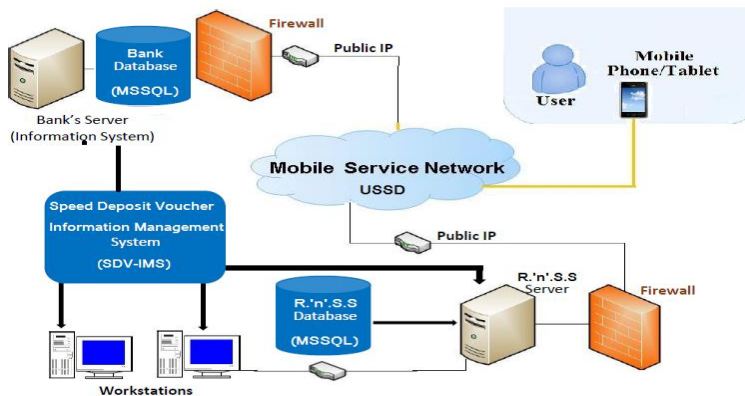 Firewall
Public IP
Bank
Database
(MSSQL)
Mobile
Phone/Tablet
User
Bank's Server
(Information System)
Mobile Service Network
USSD
Speed Deposit Voucher
Information Management
System
(SDV-IMS)
Public IP
R.'n'.S.S
Server
Firewall
R.'n'.S.S
Database
(MSSQL)
Workstations